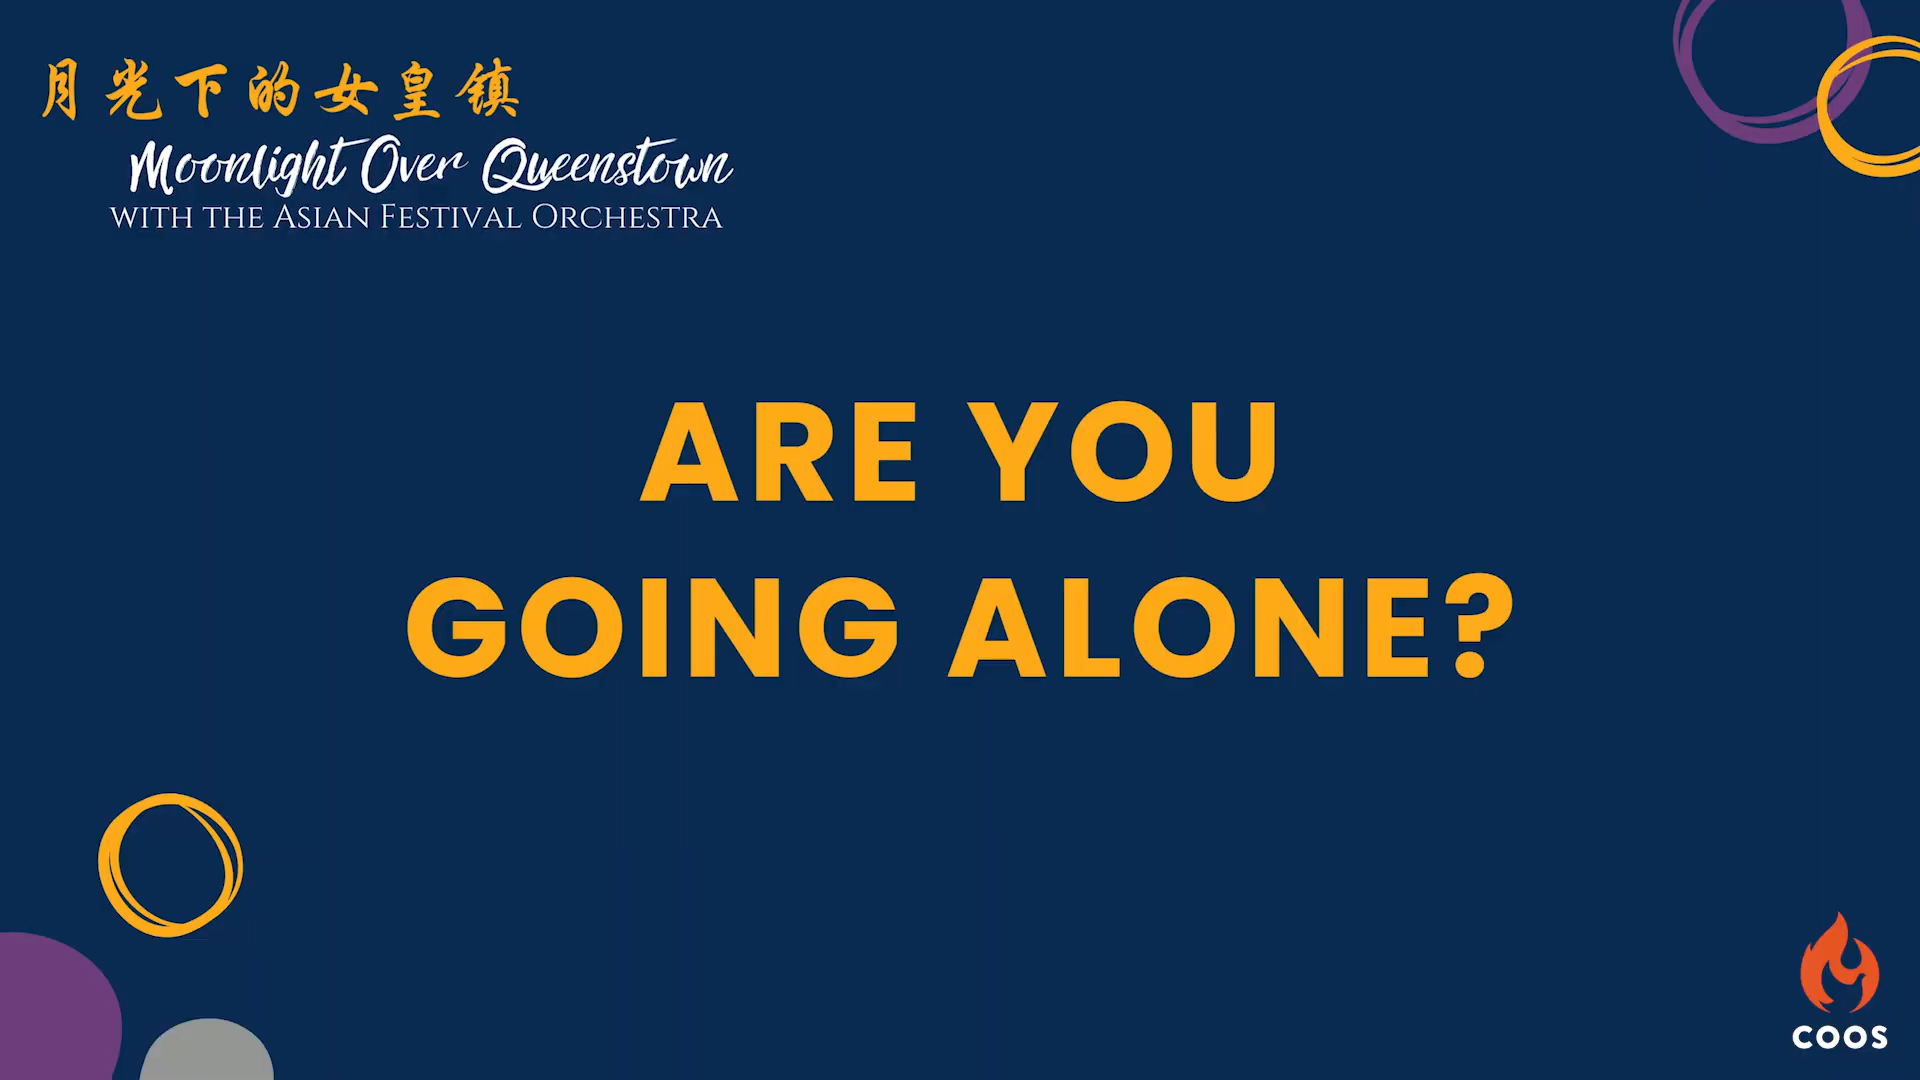 月光下的女皇镇
Moonlight Over Queenstown
WITH THE ASIAN FESTIVAL ORCHESTRA
ARE YOU
GOING ALONE?
COOS